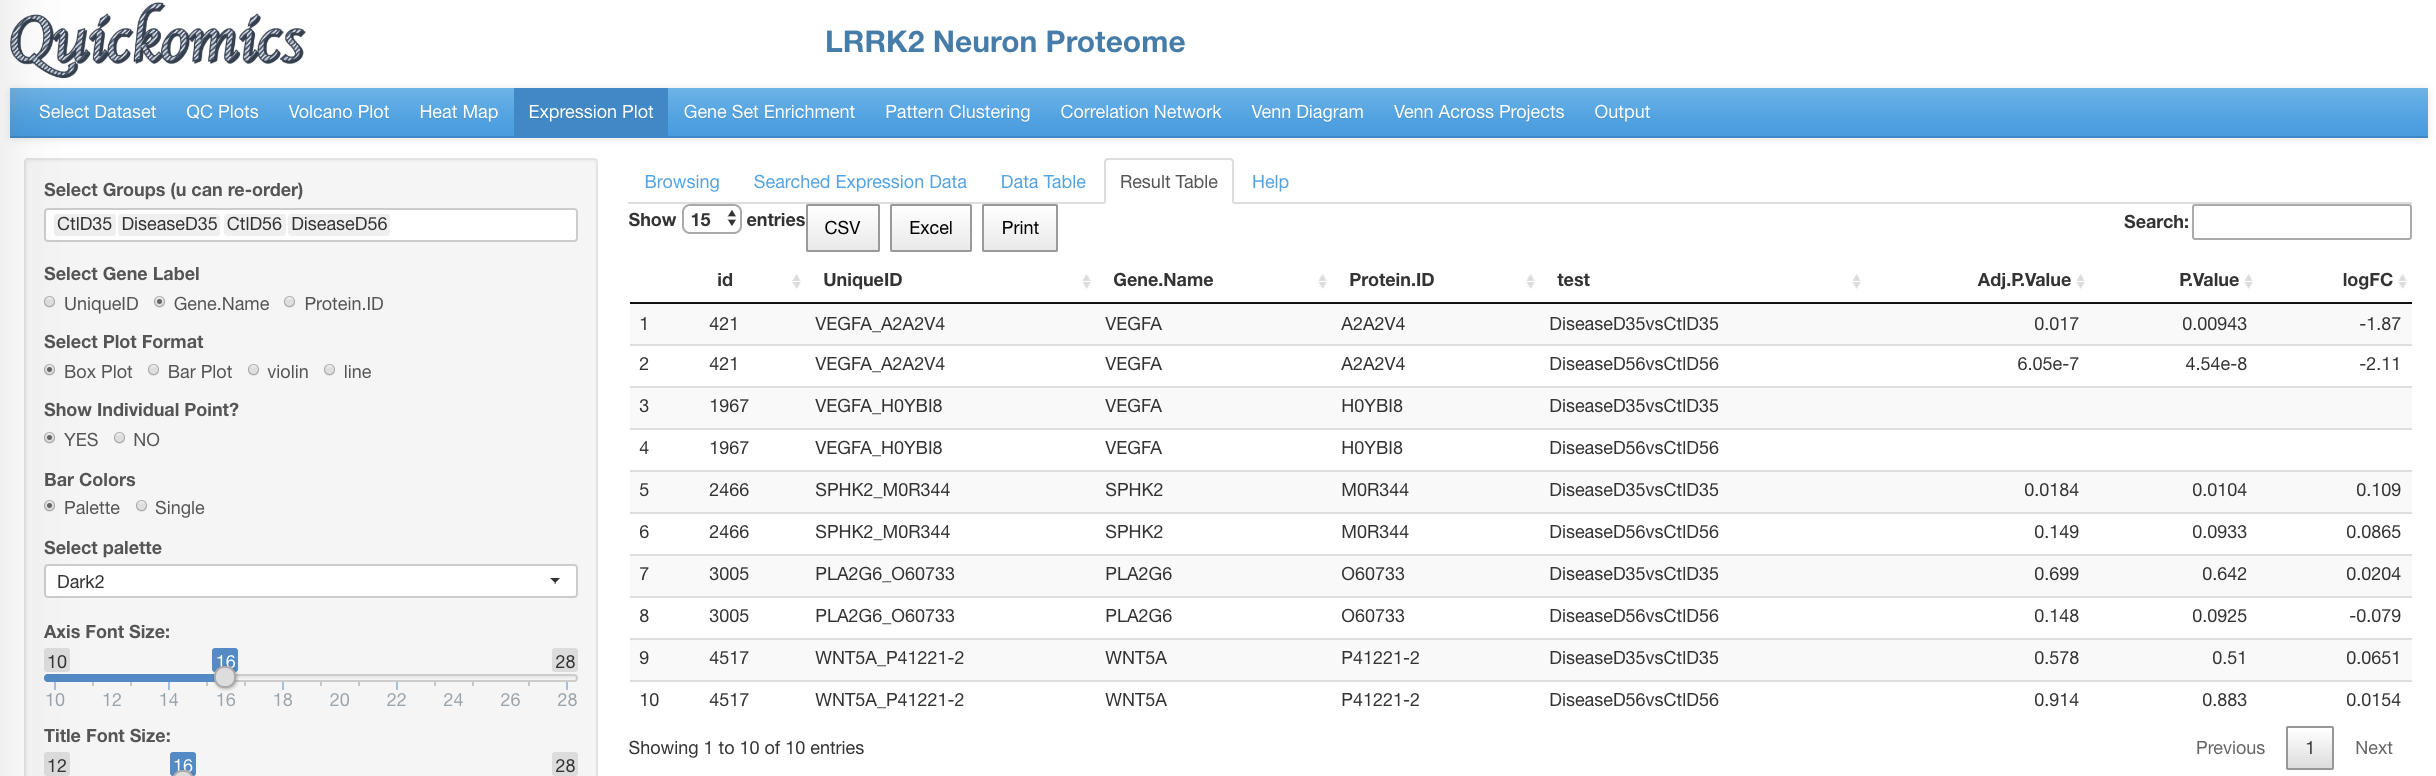 Quickomics
LRRK2 Neuron Proteome
Select Dataset QC Plots Volcano Plot Heat Map Expression Plot Gene Set Enrichment Pattern Clustering Correlation Network Venn Diagram Venn Across Projects Output
Select Groups (u can re-order)
CtlD35 DiseaseD35 CtlD56 DiseaseD56
Select Gene Label
UniqueID Gene.Name Protein.ID
Select Plot Format
Box Plot Bar Plot violin line
Show Individual Point?
YES NO
Bar Colors
Palette Single
Select palette
Dark2
Axis Font Size:
10 16 28
10 12 14 16 18 20 22 24 26 28
Title Font Size:
12 16 28
Browsing Searched Expression Data Data Table Result Table Help
Show 15 entries CSV Excel Print Search:
id UniqueID Gene.Name Protein.ID test Adj.P.Value P.Value logFC
1 421 VEGFA_A2A2V4 VEGFA A2A2V4 DiseaseD35vsCtlD35 0.017 0.00943 -1.87
2 421 VEGFA_A2A2V4 VEGFA A2A2V4 DiseaseD56vsCtlD56 6.05e-7 4.54e-8 -2.11
3 1967 VEGFA_H0YBI8 VEGFA H0YBI8 DiseaseD35vsCtlD35
4 1967 VEGFA_H0YBI8 VEGFA H0YBI8 DiseaseD56vsCtlD56
5 2466 SPHK2_M0R344 SPHK2 M0R344 DiseaseD35vsCtlD35 0.0184 0.0104 0.109
6 2466 SPHK2_M0R344 SPHK2 M0R344 DiseaseD56vsCtlD56 0.149 0.0933 0.0865
7 3005 PLA2G6_O60733 PLA2G6 O60733 DiseaseD35vsCtlD35 0.699 0.642 0.0204
8 3005 PLA2G6_O60733 PLA2G6 O60733 DiseaseD56vsCtlD56 0.148 0.0925 -0.079
9 4517 WNT5A_P41221-2 WNT5A P41221-2 DiseaseD35vsCtlD35 0.578 0.51 0.0651
10 4517 WNT5A_P41221-2 WNT5A P41221-2 DiseaseD56vsCtlD56 0.914 0.883 0.0154
Showing 1 to 10 of 10 entries Previous 1 Next